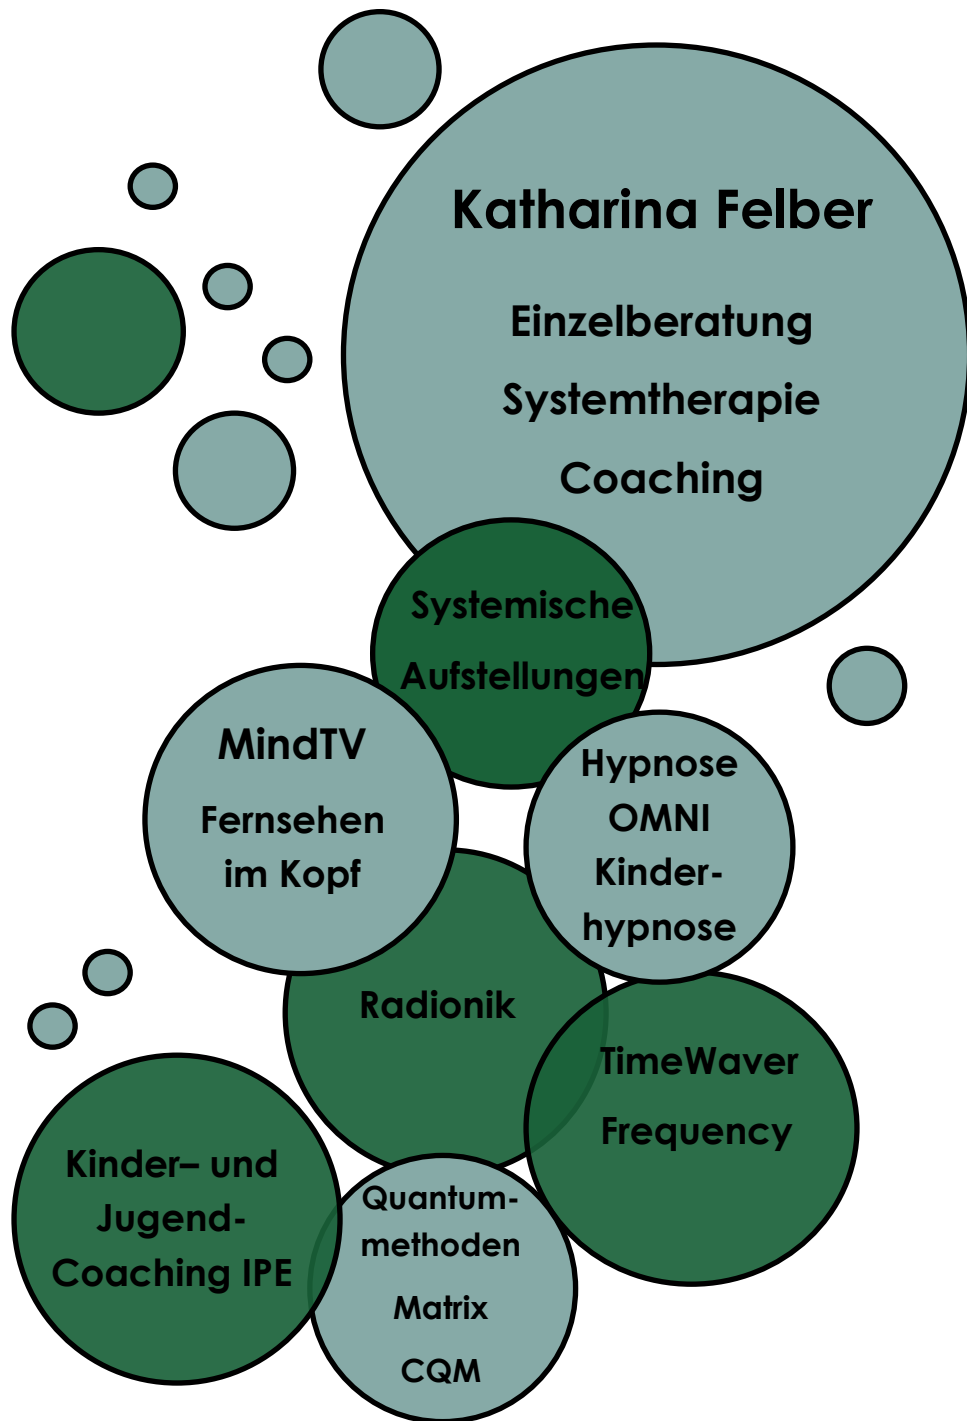 Katharina Felber
Einzelberatung
Systemtherapie
Coaching
Systemische
Aufstellungen
MindTV
Fernsehen
im Kopf
Hypnose
OMNI
Kinder-
hypnose
Radionik
TimeWaver
Frequency
Kinder– und
Jugend-
Coaching IPE
Quantum-
methoden
Matrix
CQM